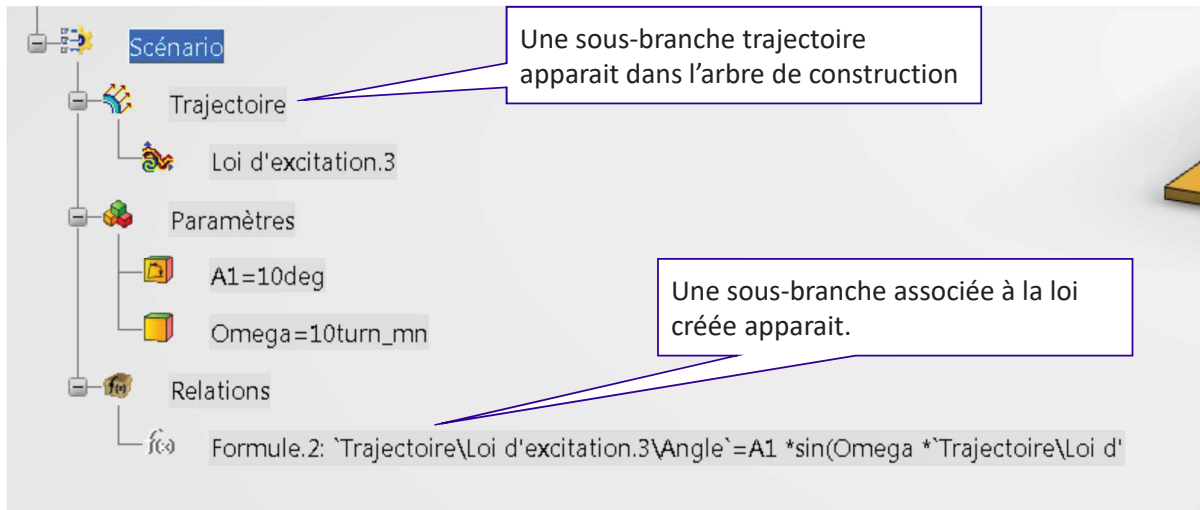 Scénario
Une sous-branche trajectoire
apparait dans l’arbre de construction
Trajectoire
Loi d'excitation.3
Paramètres
A1=10deg
Une sous-branche associée à la loi
créée apparait.
Omega=10turn_mn
Relations
f(x) Formule.2: `Trajectoire\Loi d'excitation.3\Angle`=A1 *sin(Omega *`Trajectoire\Loi d'